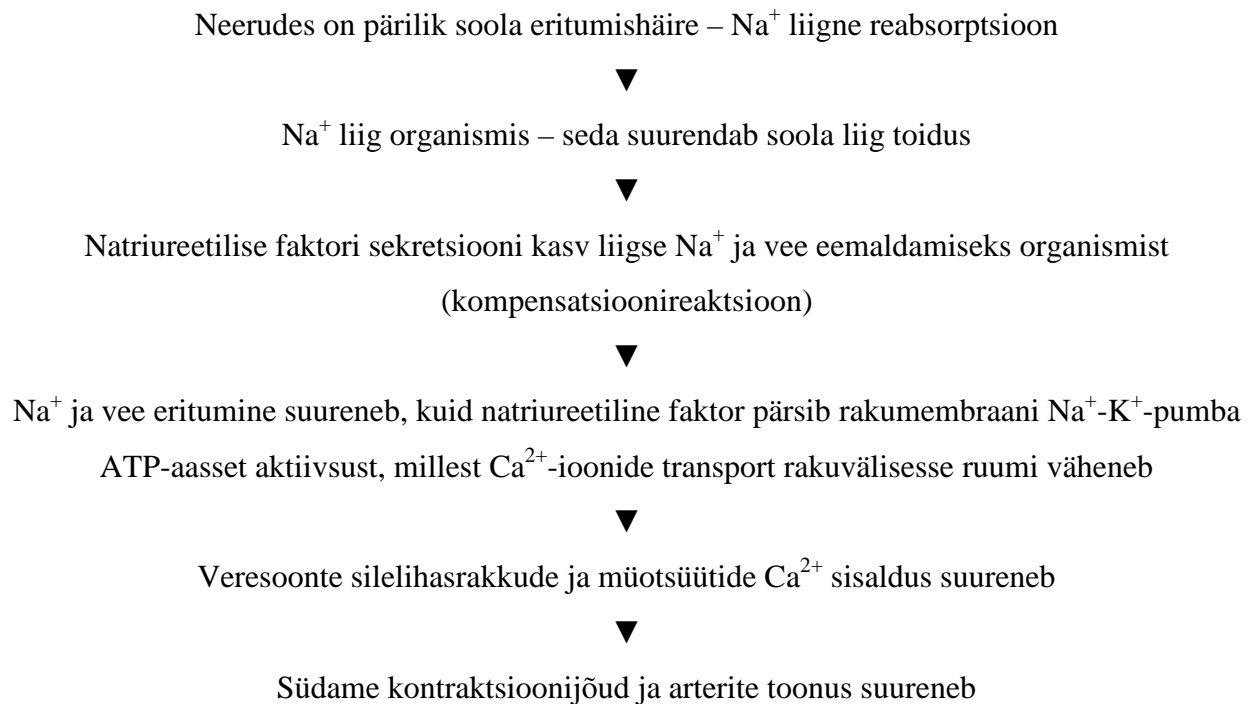 Neerudes on pärilik soola eritumishäire – Na⁺ liigne reabsorptsioon
▼
Na⁺ liig organismis – seda suurendab soola liig toidus
▼
Natriureetilise faktori sekretsiooni kasv liigse Na⁺ ja vee eemaldamiseks organismist
(kompensatsioonireaktsioon)
▼
Na⁺ ja vee eritumine suureneb, kuid natriureetiline faktor pärsib rakumembraani Na⁺-K⁺-pumba
ATP-aasset aktiivsust, millest Ca²⁺-ioonide transport rakuvälisesse ruumi väheneb
▼
Veresoonte silelihasrakkude ja müotsüütide Ca²⁺ sisaldus suureneb
▼
Südame kontraktsioonijõud ja arterite toonus suureneb